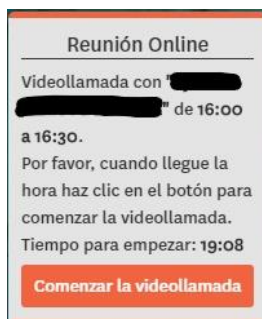 Reunión Online
Videollamada con "
" de 16:00
a 16:30.
Por favor, cuando llegue la
hora haz clic en el botón para
comenzar la videollamada.
Tiempo para empezar: 19:08
Comenzar la videollamada